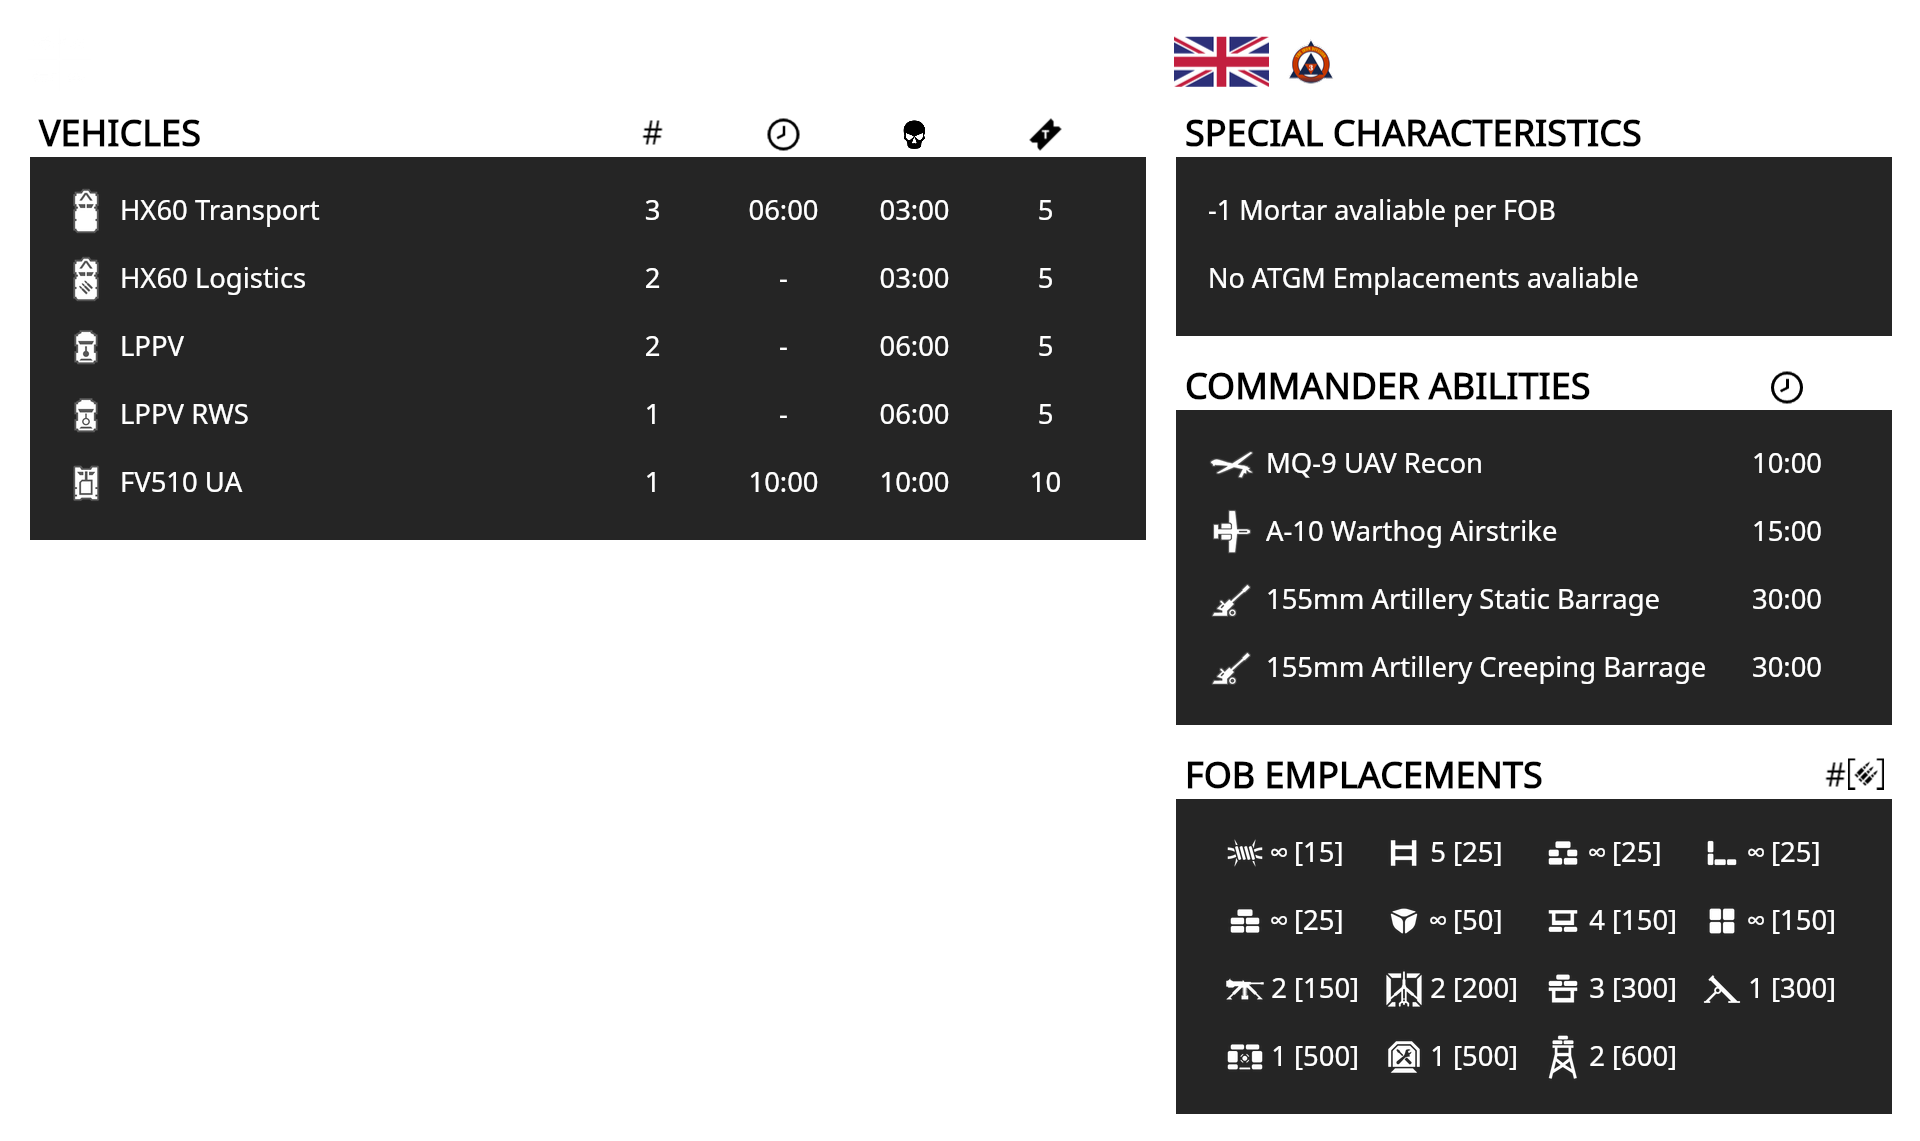 VEHICLES #
HX60 Transport 3 06:00 03:00 5
HX60 Logistics 2 - 03:00 5
LPPV 2 - 06:00 5
LPPV RWS 1 - 06:00 5
FV510 UA 1 10:00 10:00 10
SPECIAL CHARACTERISTICS
-1 Mortar avaliable per FOB
No ATGM Emplacements avaliable
COMMANDER ABILITIES
MQ-9 UAV Recon 10:00
A-10 Warthog Airstrike 15:00
155mm Artillery Static Barrage 30:00
155mm Artillery Creeping Barrage 30:00
FOB EMPLACEMENTS #[]
∞ [15] 5 [25] ∞ [25] ∞ [25]
∞ [25] ∞ [50] 4 [150] ∞ [150]
2 [150] 2 [200] 3 [300] 1 [300]
1 [500] 1 [500] 2 [600]